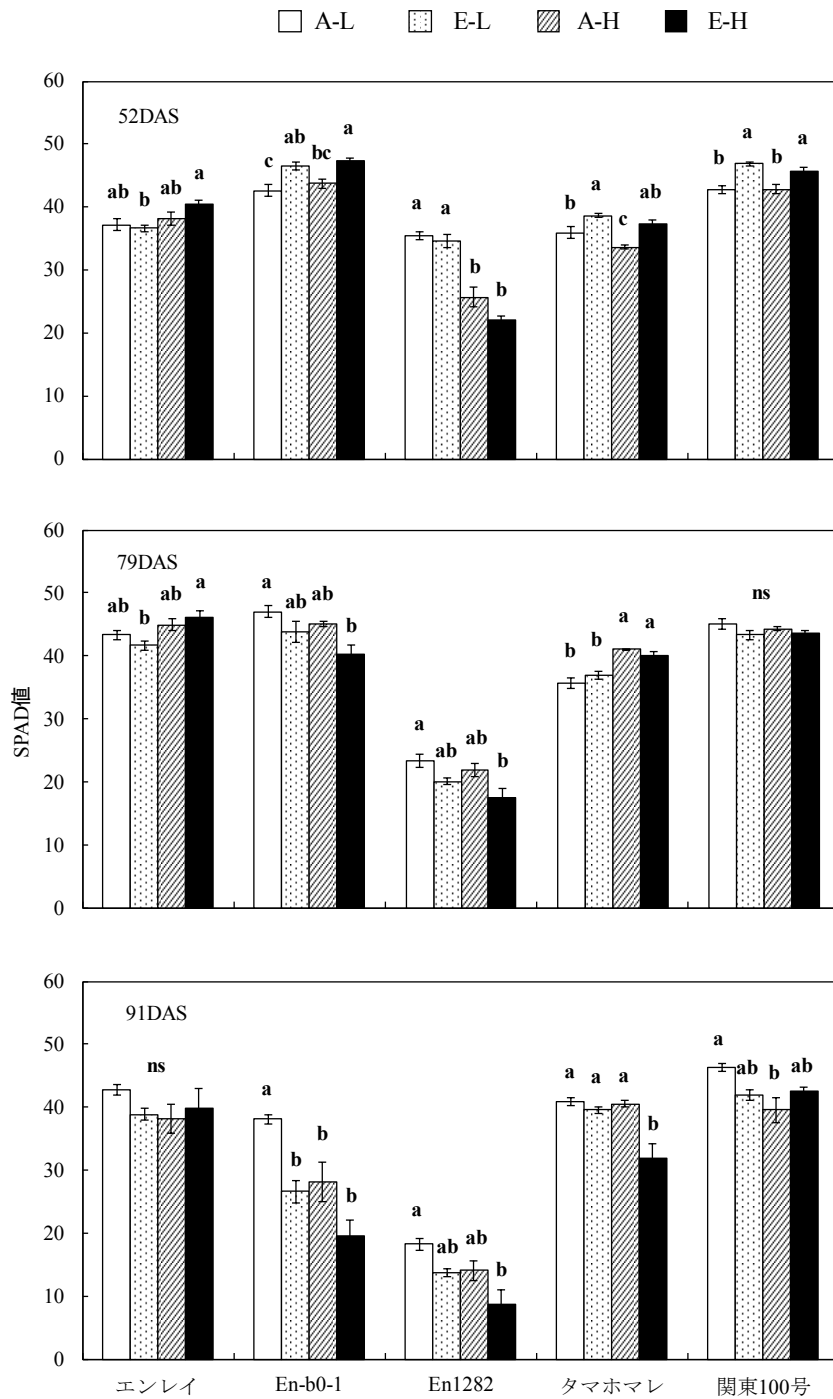 A-L E-L A-H E-H
60
52DAS
50
40
30
20
10
0
ab b ab a
c ab bc a
a a b b
b a c ab
b a b a
60
79DAS
50
40
30
20
10
0
ab b ab a
a ab ab b
a ab ab b
b b a a
ns
SPAD値
60
91DAS
50
40
30
20
10
0
ns
a b b b
a ab ab b
a a a b
a ab b ab
エンレイ En-b0-1 En1282 タマホマレ 関東100号